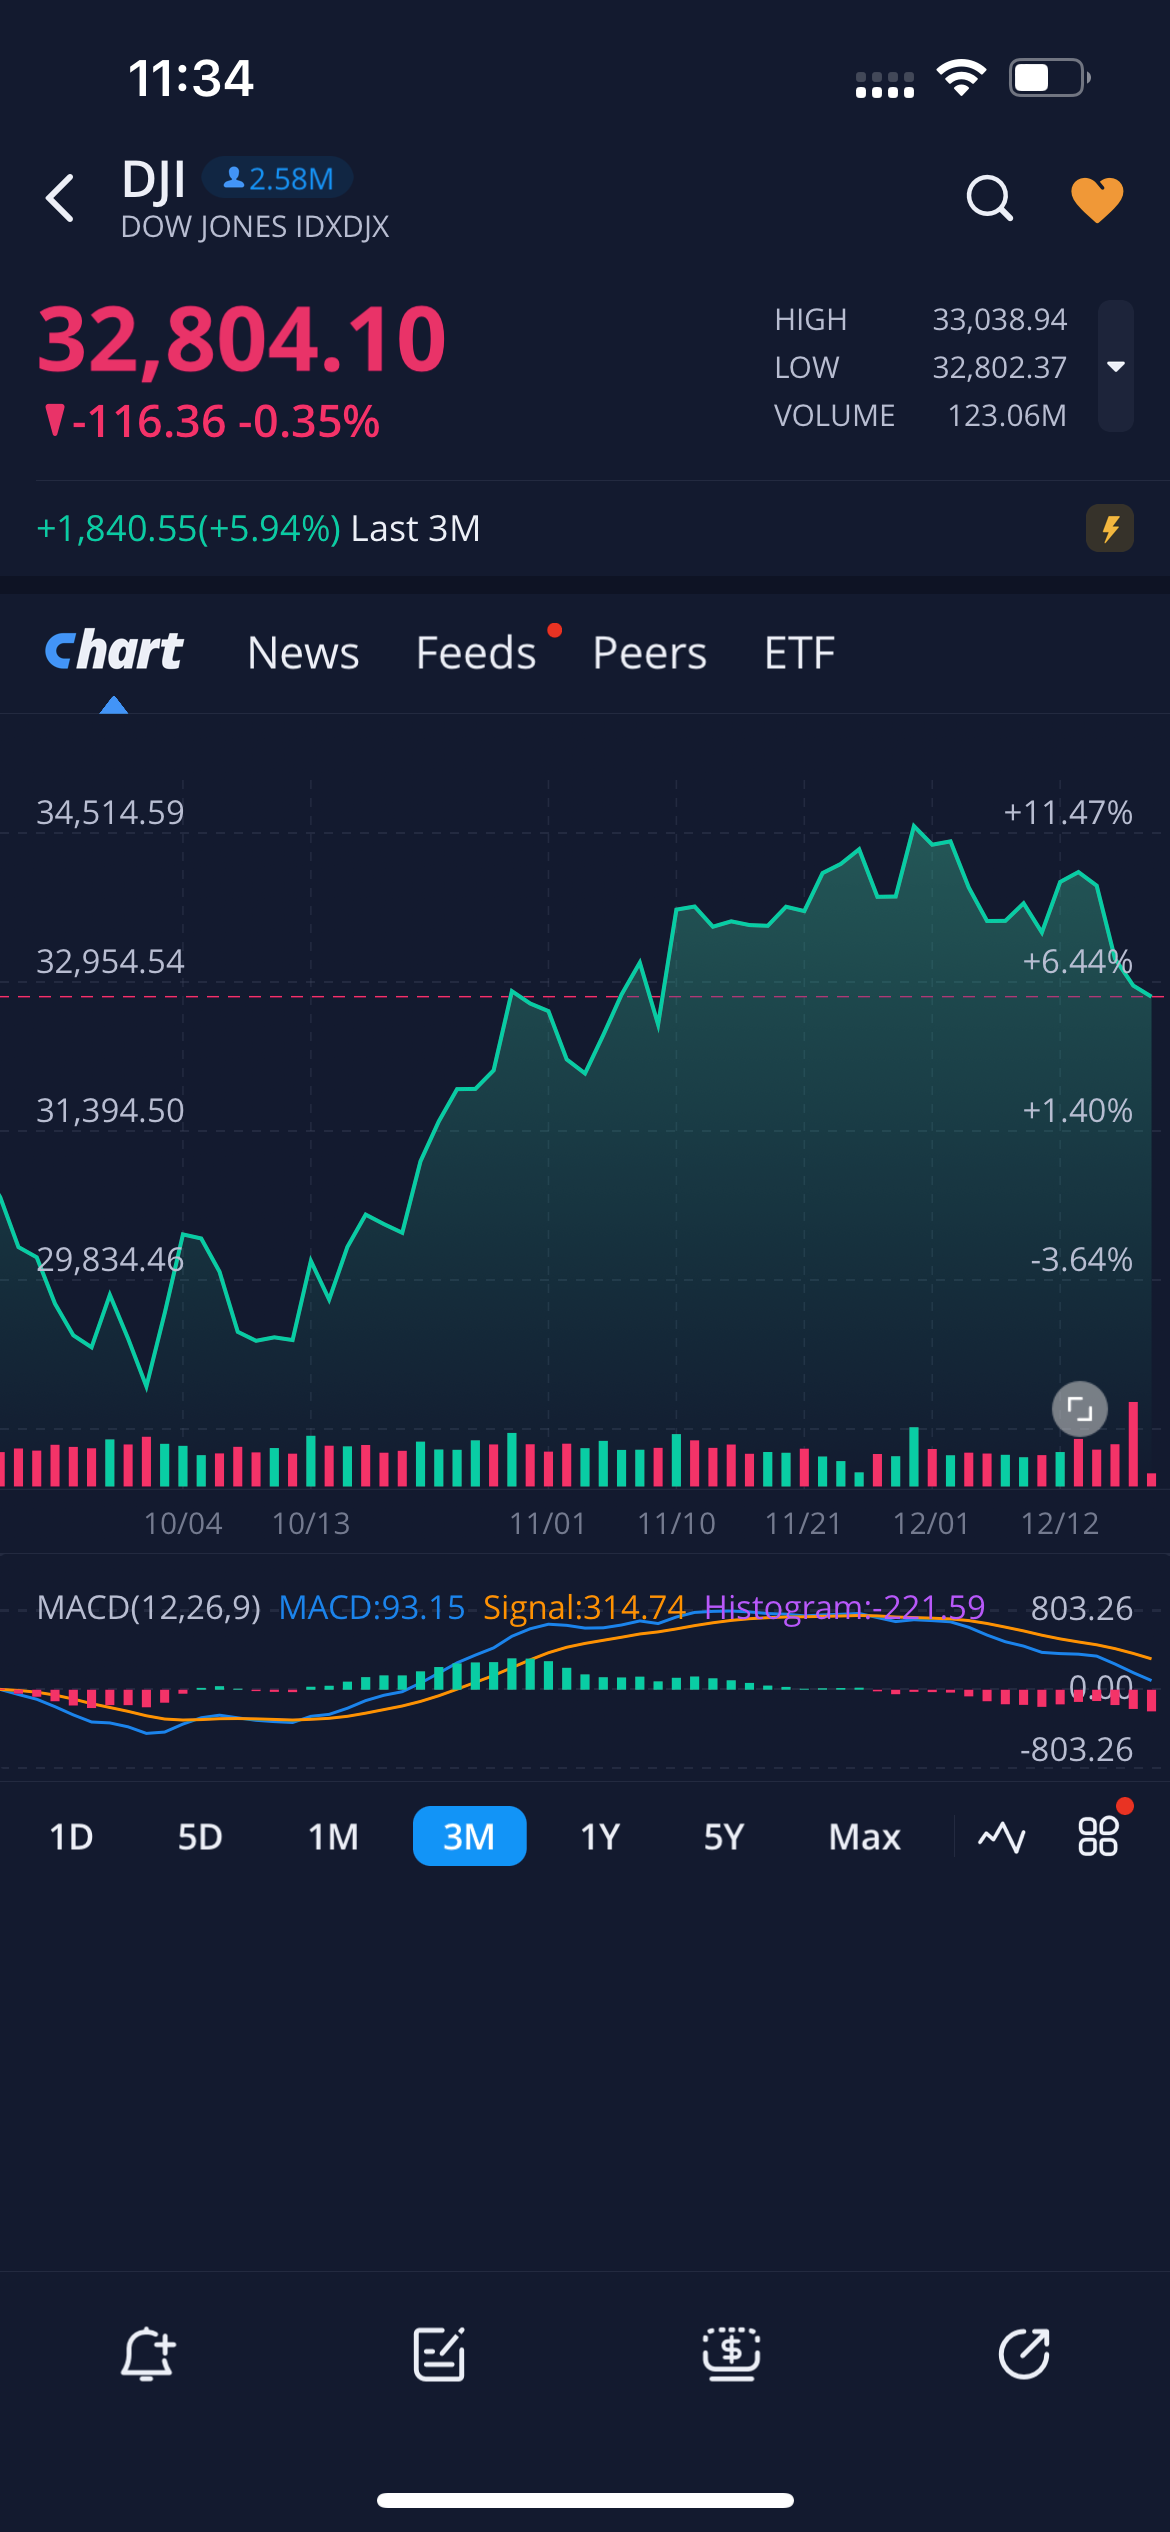 11:34
DJI 2.58M
DOW JONES IDXDJX
32,804.10
-116.36 -0.35%
HIGH 33,038.94
LOW 32,802.37
VOLUME 123.06M
+1,840.55(+5.94%) Last 3M
Chart News Feeds Peers ETF
34,514.59 +11.47%
32,954.54 +6.44%
31,394.50 +1.40%
29,834.46 -3.64%
10/04 10/13 11/01 11/10 11/21 12/01 12/12
MACD(12,26,9) MACD:93.15 Signal:314.74 Histogram:-221.59 803.26
0.00
-803.26
1D 5D 1M 3M 1Y 5Y Max